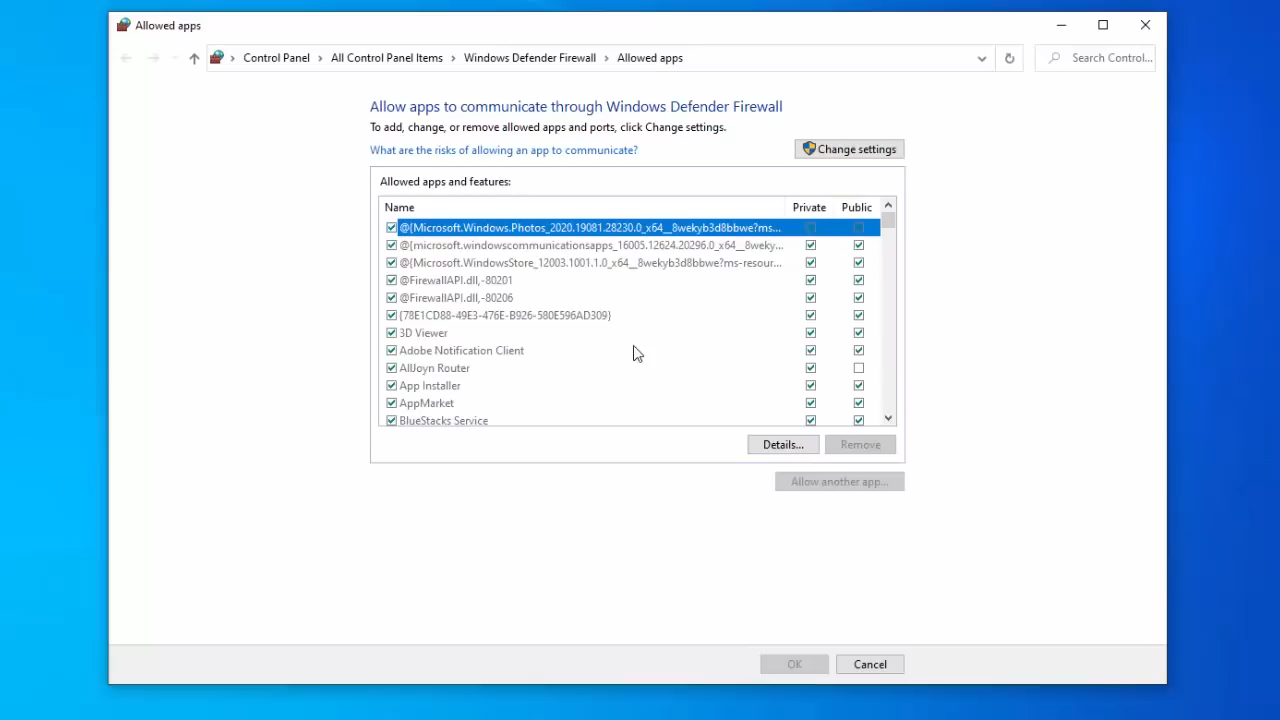 Allowed apps
Control Panel > All Control Panel Items > Windows Defender Firewall > Allowed apps
Search Control...
Allow apps to communicate through Windows Defender Firewall
To add, change, or remove allowed apps and ports, click Change settings.
What are the risks of allowing an app to communicate?
Change settings
Allowed apps and features:
Name Private Public
@{Microsoft.Windows.Photos_2020.19081.28230.0_x64__8wekyb3d8bbwe?ms...
@{microsoft.windowscommunicationsapps_16005.12624.20296.0_x64__8weky...
@{Microsoft.WindowsStore_12003.1001.1.0_x64__8wekyb3d8bbwe?ms-resour...
@FirewallAPI.dll,-80201
@FirewallAPI.dll,-80206
{78E1CD88-49E3-476E-B926-580E596AD309}
3D Viewer
Adobe Notification Client
AllJoyn Router
App Installer
AppMarket
BlueStacks Service
Details... Remove
Allow another app...
OK Cancel